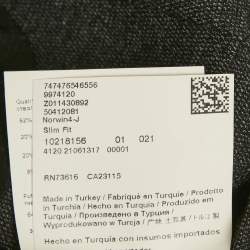 747476546556
9974120
Z011430892
50412081
Norwin4-J
Slim Fit
10218156 01 021
4120 21061317 00001
RN73616 CA23115
Made in Turkey / Fabriqué en Turquie / Prodotto
in Turchia / Hecho en Turquía / Produzido em
Turquia / Произведено в Турции /
Wyprodukowano w Turcja /
Hecho en Turquía con insumos importados